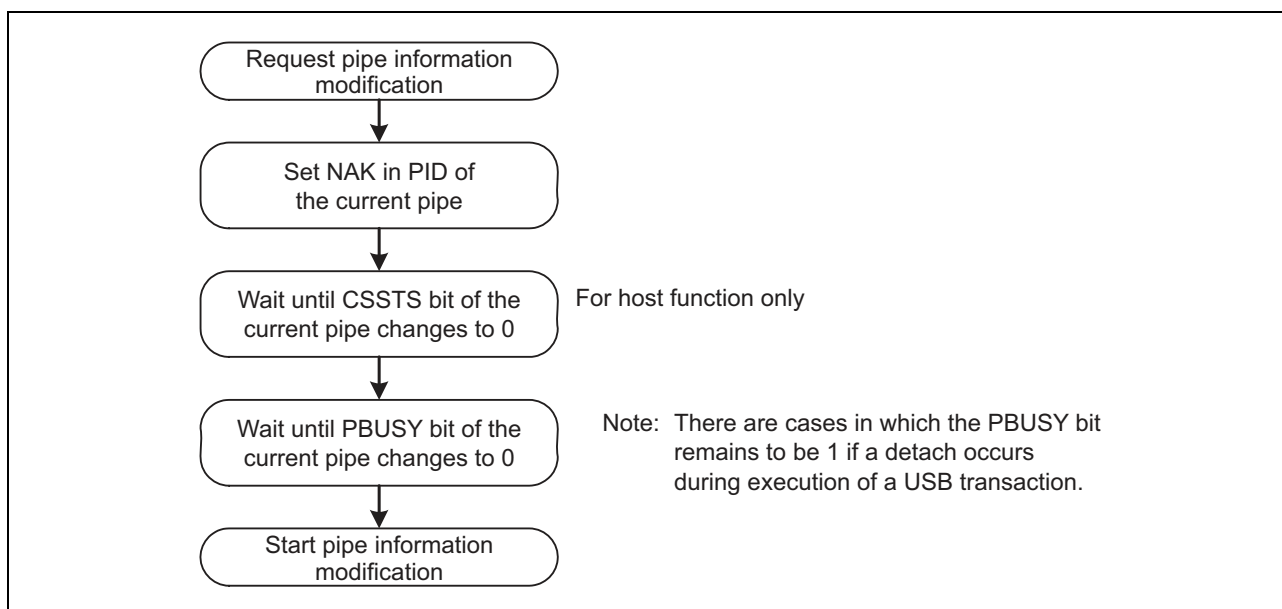 Request pipe information
modification
Set NAK in PID of
the current pipe
Wait until CSSTS bit of the
current pipe changes to 0
For host function only
Wait until PBUSY bit of the
current pipe changes to 0
Note: There are cases in which the PBUSY bit
remains to be 1 if a detach occurs
during execution of a USB transaction.
Start pipe information
modification